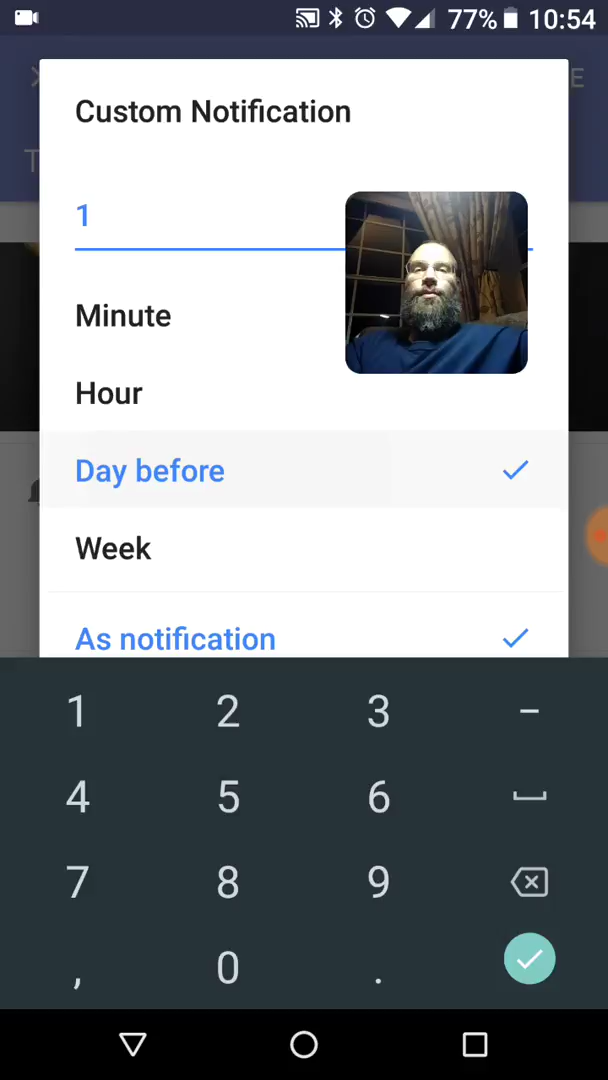 77% 10:54
E
T
Custom Notification
1
Minute
Hour
Day before
Week
As notification
1 2 3 –
4 5 6
7 8 9
, 0 .